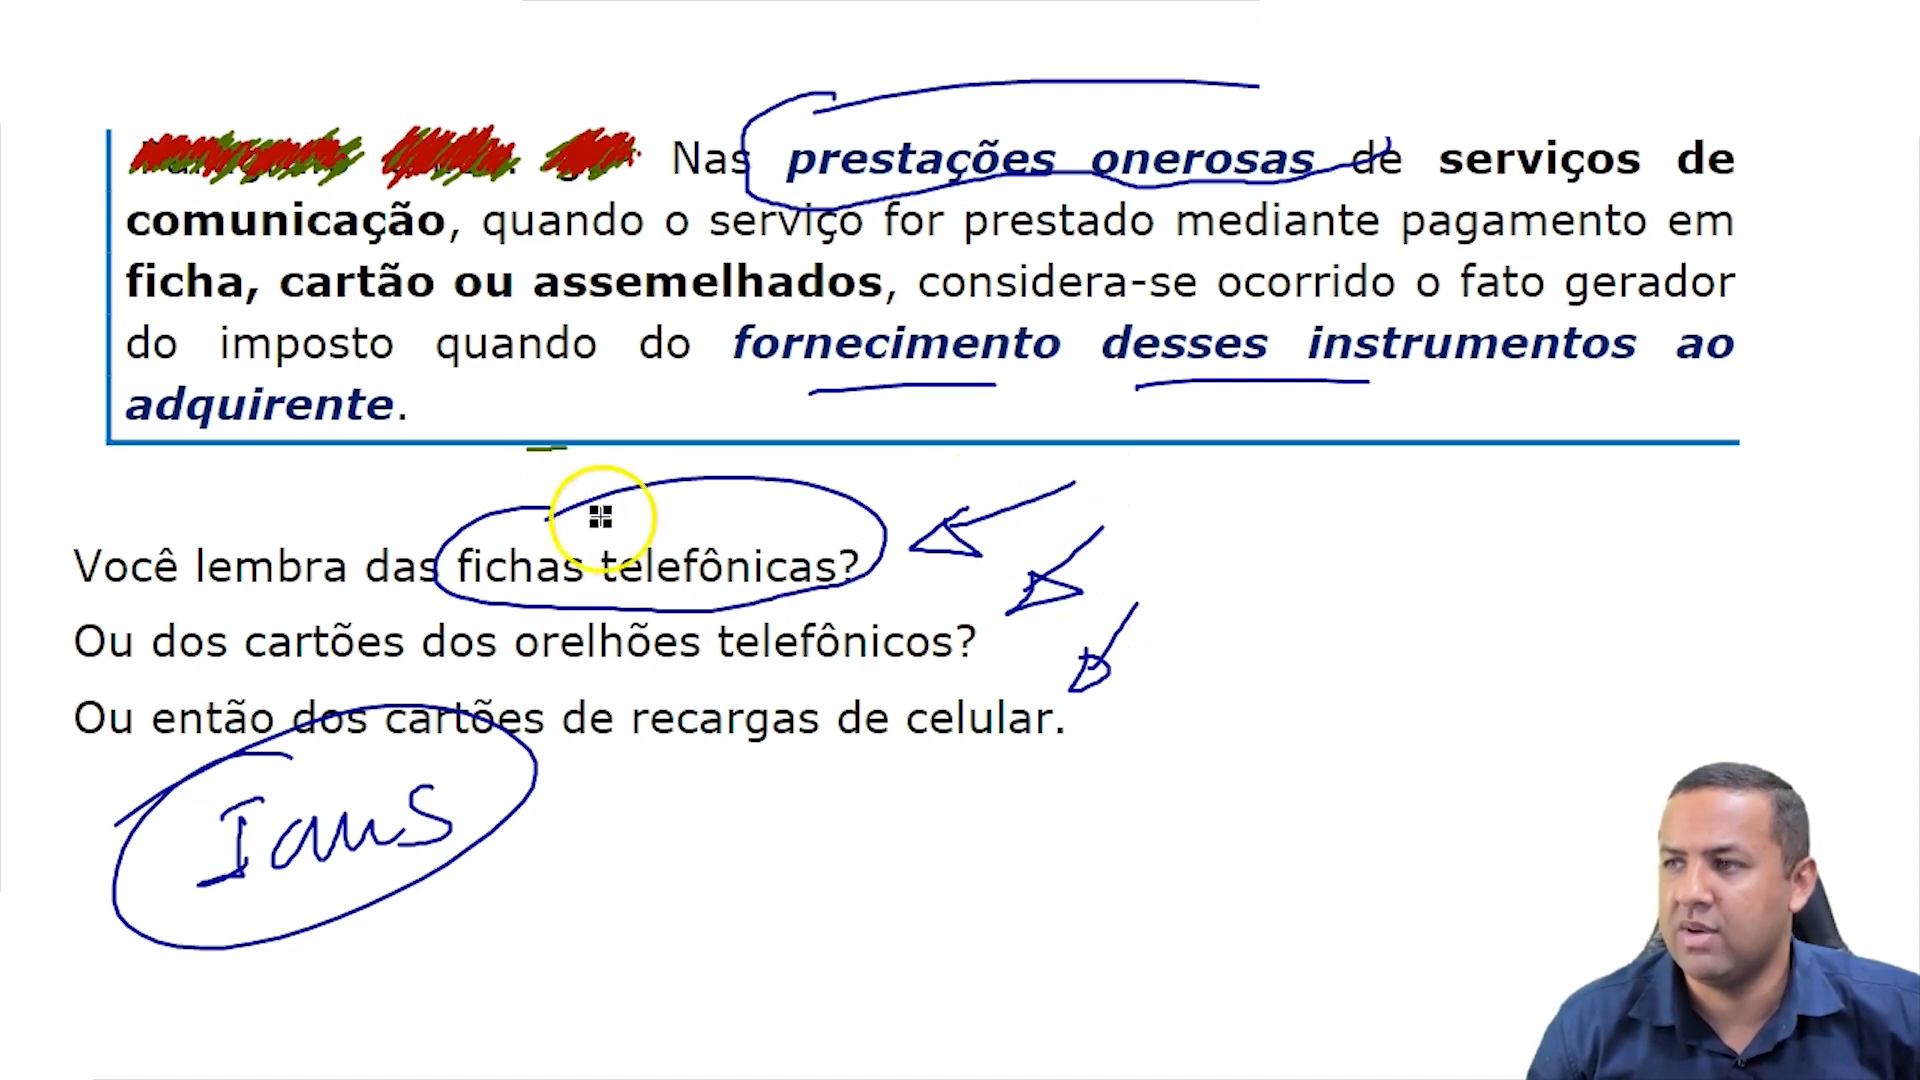 Nas prestações onerosas de serviços de
comunicação, quando o serviço for prestado mediante pagamento em
ficha, cartão ou assemelhados, considera-se ocorrido o fato gerador
do imposto quando do fornecimento desses instrumentos ao
adquirente.
Você lembra das fichas telefônicas?
Ou dos cartões dos orelhões telefônicos?
Ou então dos cartões de recargas de celular.